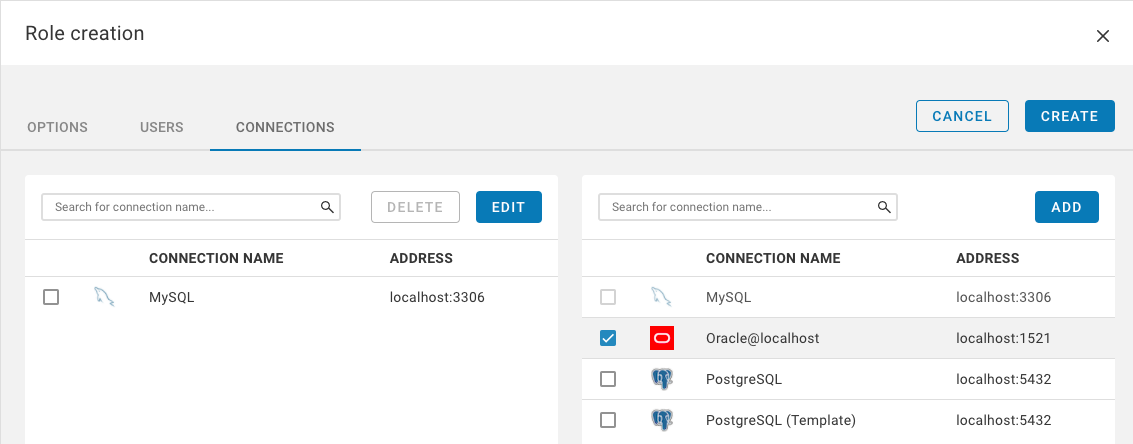 Role creation
OPTIONS USERS CONNECTIONS CANCEL CREATE
Search for connection name... DELETE EDIT
CONNECTION NAME ADDRESS
MySQL localhost:3306
Search for connection name... ADD
CONNECTION NAME ADDRESS
MySQL localhost:3306
Oracle@localhost localhost:1521
PostgreSQL localhost:5432
PostgreSQL (Template) localhost:5432